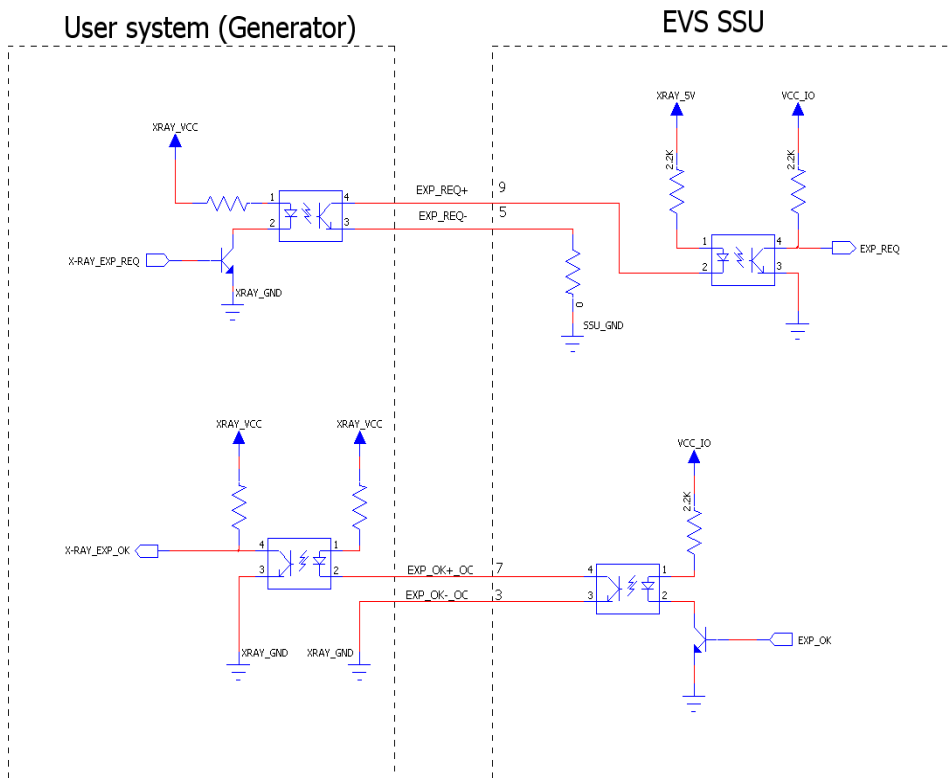 User system (Generator)
EVS SSU
XRAY_VCC
1
2
4
3
X-RAY_EXP_REQ
XRAY_GND
EXP_REQ+
9
EXP_REQ-
5
0
SSU_GND
XRAY_5V
VCC_IO
2.2K
2.2K
1
2
4
3
EXP_REQ
XRAY_VCC
XRAY_VCC
X-RAY_EXP_OK
4
3
1
2
XRAY_GND
XRAY_GND
EXP_OK+_OC
7
EXP_OK-_OC
3
VCC_IO
2.2K
4
3
1
2
EXP_OK